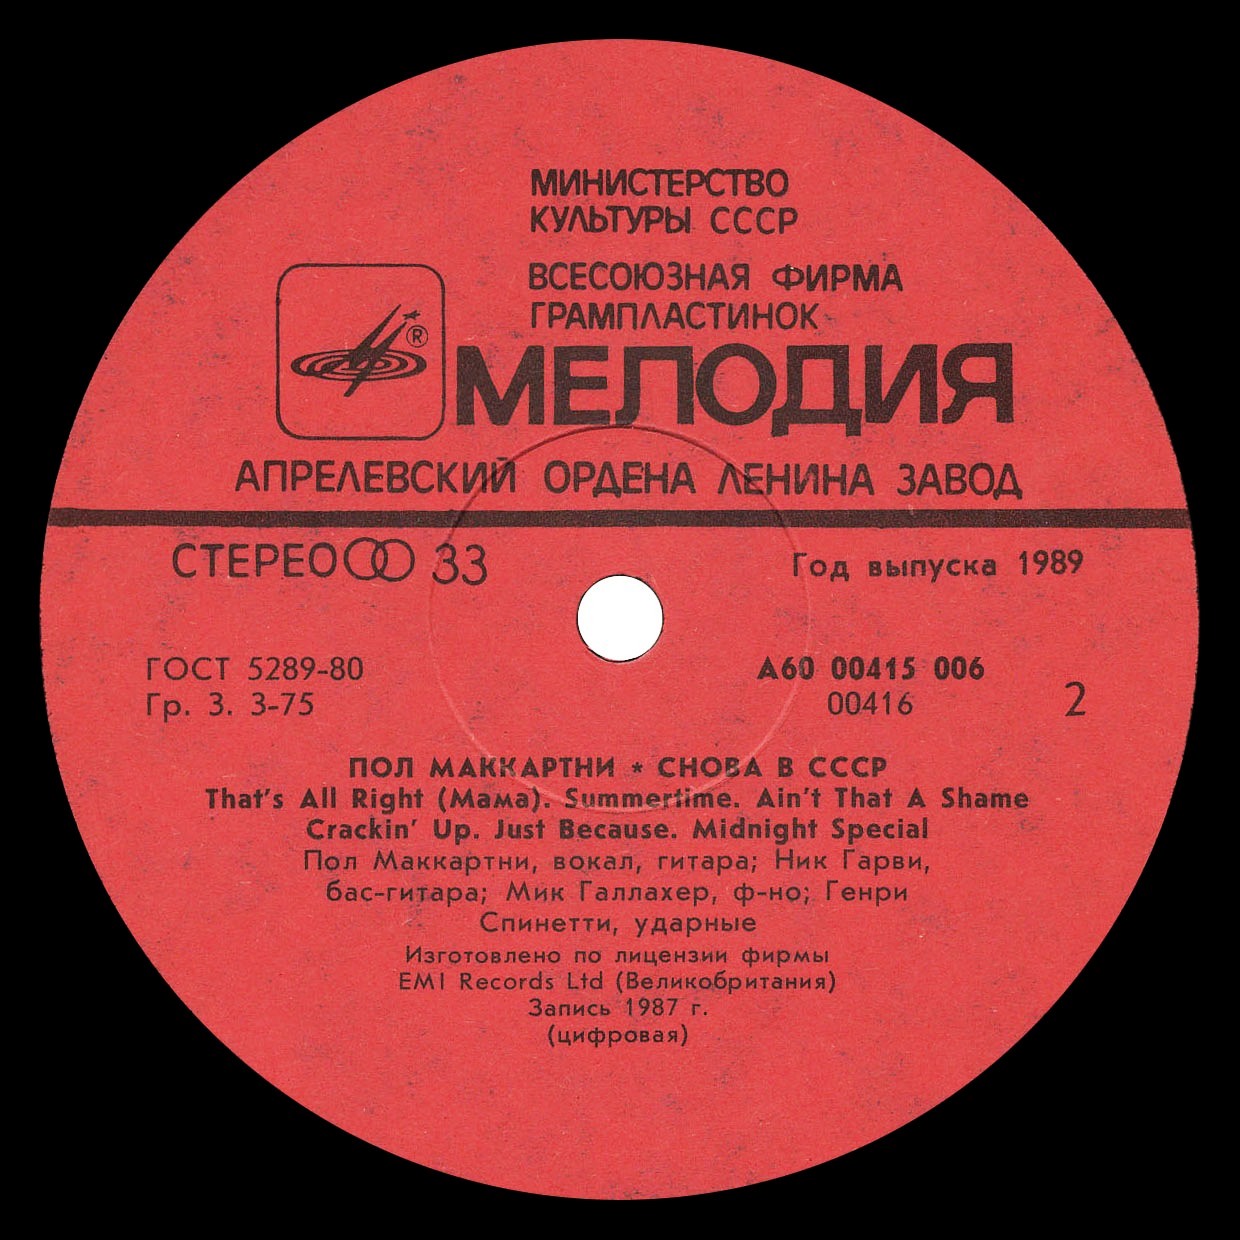 МИНИСТЕРСТВО
КУЛЬТУРЫ СССР
ВСЕСОЮЗНАЯ ФИРМА
ГРАМПЛАСТИНОК
®
МЕЛОДИЯ
АПРЕЛЕВСКИЙ ОРДЕНА ЛЕНИНА ЗАВОД
СТЕРЕО 33
Год выпуска 1989
ГОСТ 5289-80
Гр. 3. 3-75
А60 00415 006
00416
2
ПОЛ МАККАРТНИ * СНОВА В СССР
That's All Right (Мама). Summertime. Ain't That A Shame
Crackin' Up. Just Because. Midnight Special
Пол Маккартни, вокал, гитара; Ник Гарви,
бас-гитара; Мик Галлахер, ф-но; Генри
Спинетти, ударные
Изготовлено по лицензии фирмы
EMI Records Ltd (Великобритания)
Запись 1987 г.
(цифровая)